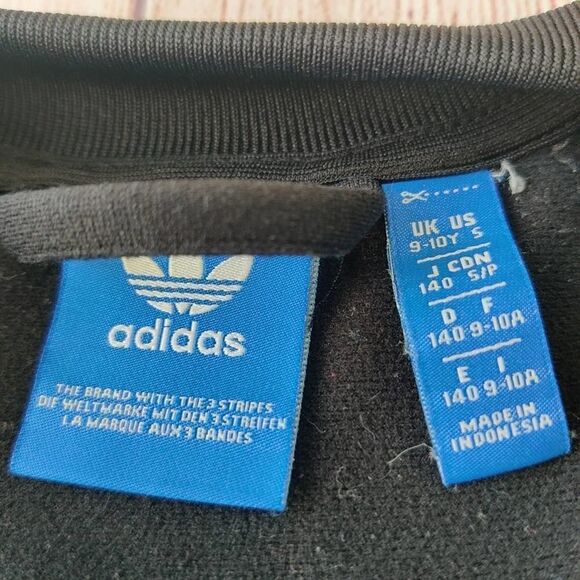 adidas
THE BRAND WITH THE 3 STRIPES
DIE WELTMARKE MIT DEN 3 STREIFEN
LA MARQUE AUX 3 BANDES
UK US
9-10Y S
J CDN
140 S/P
D F
140 9-10A
E I
140 9-10A
MADE IN
INDONESIA